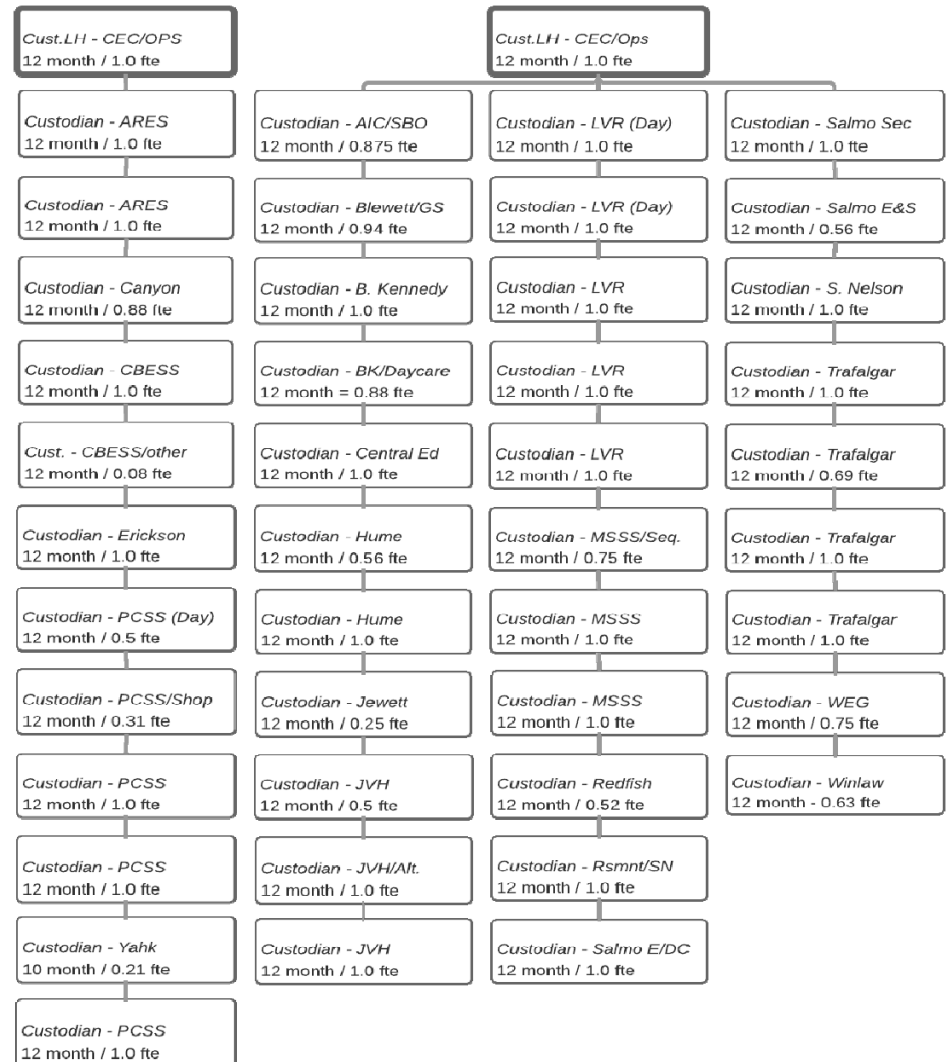 Cust.LH - CEC/OPS
12 month / 1.0 fte
Custodian - ARES
12 month / 1.0 fte
Custodian - ARES
12 month / 1.0 fte
Custodian - Canyon
12 month / 0.88 fte
Custodian - CBESS
12 month / 1.0 fte
Cust. - CBESS/other
12 month / 0.08 fte
Custodian - Erickson
12 month / 1.0 fte
Custodian - PCSS (Day)
12 month / 0.5 fte
Custodian - PCSS/Shop
12 month / 0.31 fte
Custodian - PCSS
12 month / 1.0 fte
Custodian - PCSS
12 month / 1.0 fte
Custodian - Yahk
10 month / 0.21 fte
Custodian - PCSS
12 month / 1.0 fte
Cust.LH - CEC/Ops
12 month / 1.0 fte
Custodian - AIC/SBO
12 month / 0.875 fte
Custodian - Blewett/GS
12 month / 0.94 fte
Custodian - B. Kennedy
12 month / 1.0 fte
Custodian - BK/Daycare
12 month = 0.88 fte
Custodian - Central Ed
12 month / 1.0 fte
Custodian - Hume
12 month / 0.56 fte
Custodian - Hume
12 month / 1.0 fte
Custodian - Jewett
12 month / 0.25 fte
Custodian - JVH
12 month / 0.5 fte
Custodian - JVH/Alt.
12 month / 1.0 fte
Custodian - JVH
12 month / 1.0 fte
Custodian - LVR (Day)
12 month / 1.0 fte
Custodian - LVR (Day)
12 month / 1.0 fte
Custodian - LVR
12 month / 1.0 fte
Custodian - LVR
12 month / 1.0 fte
Custodian - LVR
12 month / 1.0 fte
Custodian - MSSS/Seq.
12 month / 0.75 fte
Custodian - MSSS
12 month / 1.0 fte
Custodian - MSSS
12 month / 1.0 fte
Custodian - Redfish
12 month / 0.52 fte
Custodian - Rsmnt/SN
12 month / 1.0 fte
Custodian - Salmo E/DC
12 month / 1.0 fte
Custodian - Salmo Sec
12 month / 1.0 fte
Custodian - Salmo E&S
12 month / 0.56 fte
Custodian - S. Nelson
12 month / 1.0 fte
Custodian - Trafalgar
12 month / 1.0 fte
Custodian - Trafalgar
12 month / 0.69 fte
Custodian - Trafalgar
12 month / 1.0 fte
Custodian - Trafalgar
12 month / 1.0 fte
Custodian - WEG
12 month / 0.75 fte
Custodian - Winlaw
12 month - 0.63 fte